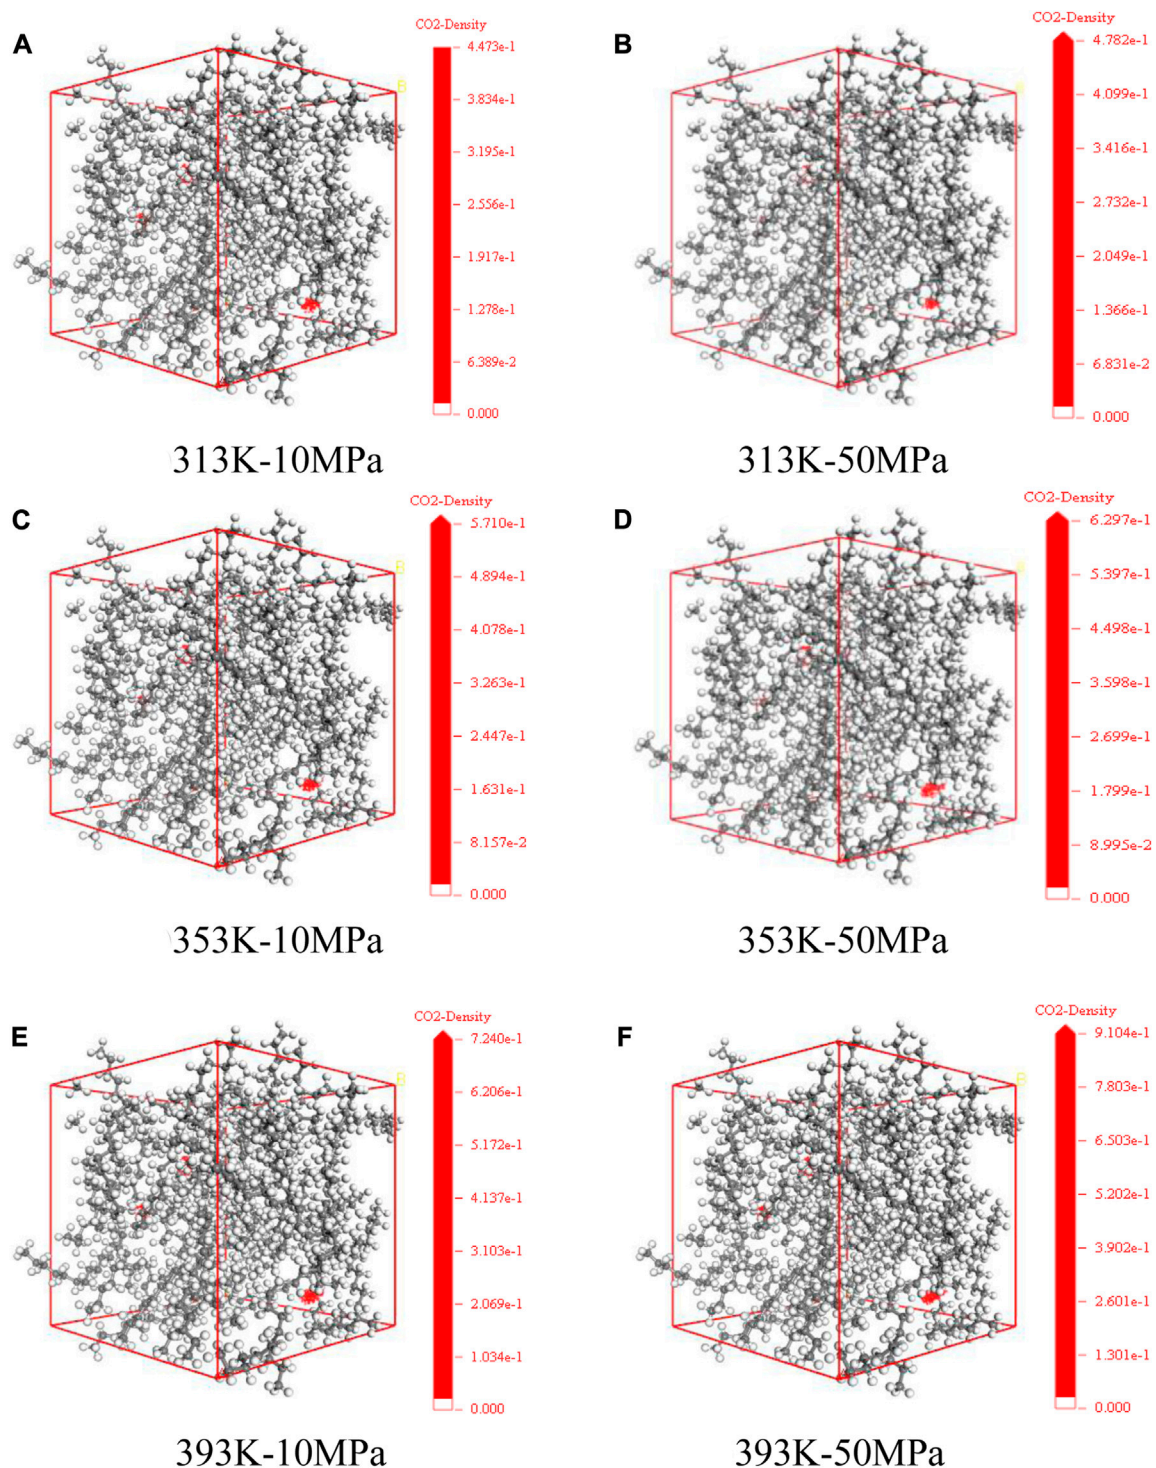 A
CO2-Density
4.473e-1
3.834e-1
3.195e-1
2.556e-1
1.917e-1
1.278e-1
6.389e-2
0.000
B
313K-10MPa
B
CO2-Density
4.782e-1
4.099e-1
3.416e-1
2.732e-1
2.049e-1
1.366e-1
6.831e-2
0.000
B
313K-50MPa
C
CO2-Density
5.710e-1
4.894e-1
4.078e-1
3.263e-1
2.447e-1
1.631e-1
8.157e-2
0.000
B
353K-10MPa
D
CO2-Density
6.297e-1
5.397e-1
4.498e-1
3.598e-1
2.699e-1
1.799e-1
8.995e-2
0.000
B
353K-50MPa
E
CO2-Density
7.240e-1
6.206e-1
5.172e-1
4.137e-1
3.103e-1
2.069e-1
1.034e-1
0.000
B
393K-10MPa
F
CO2-Density
9.104e-1
7.803e-1
6.503e-1
5.202e-1
3.902e-1
2.601e-1
1.301e-1
0.000
B
393K-50MPa